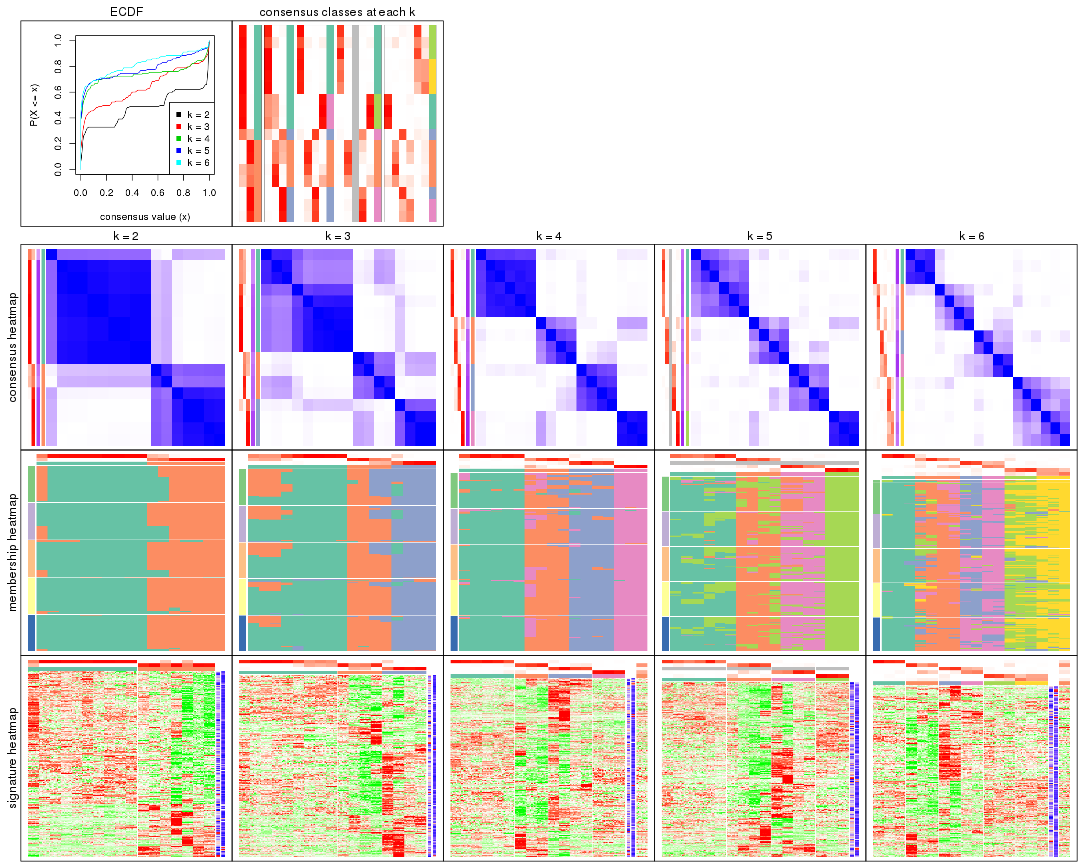 ECDF
consensus classes at each k
P(X <= x)
0.0 0.2 0.4 0.6 0.8 1.0
k = 2
k = 3
k = 4
k = 5
k = 6
0.0 0.2 0.4 0.6 0.8 1.0
consensus value (x)
k = 2
k = 3
k = 4
k = 5
k = 6
consensus heatmap
membership heatmap
signature heatmap